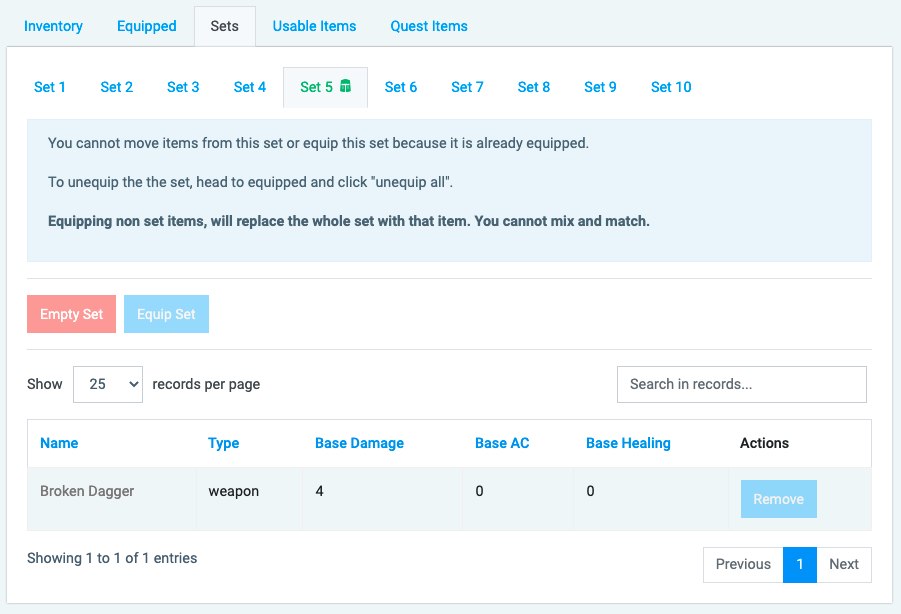 Inventory Equipped Sets Usable Items Quest Items
Set 1 Set 2 Set 3 Set 4 Set 5 Set 6 Set 7 Set 8 Set 9 Set 10
You cannot move items from this set or equip this set because it is already equipped.
To unequip the the set, head to equipped and click "unequip all".
Equipping non set items, will replace the whole set with that item. You cannot mix and match.
Empty Set Equip Set
Show 25 records per page Search in records...
Name Type Base Damage Base AC Base Healing Actions
Broken Dagger weapon 4 0 0 Remove
Showing 1 to 1 of 1 entries Previous 1 Next